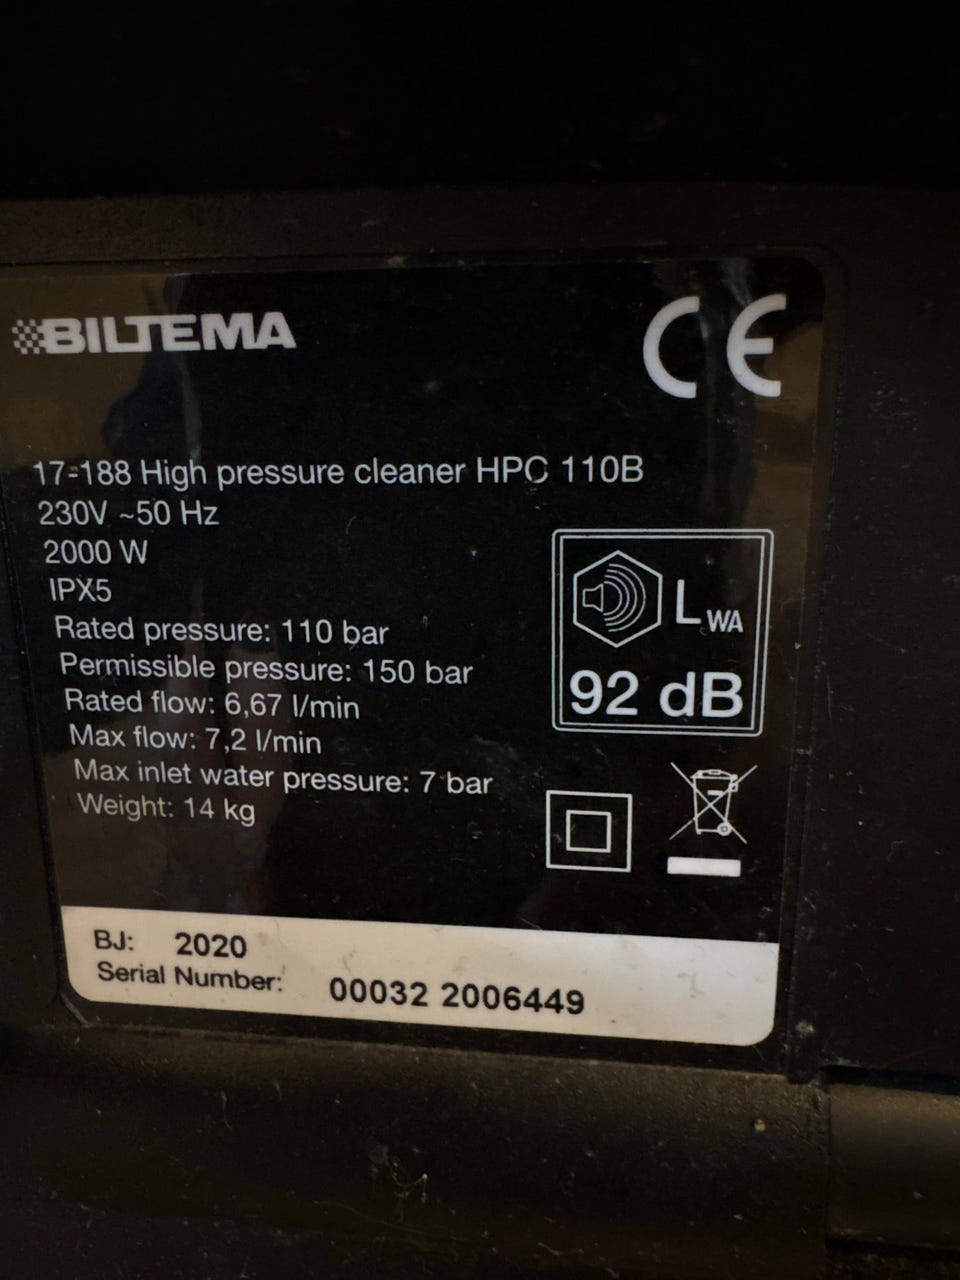 BILTEMA
CE
17-188 High pressure cleaner HPC 110B
230V ~50 Hz
2000 W
IPX5
Rated pressure: 110 bar
Permissible pressure: 150 bar
Rated flow: 6,67 l/min
Max flow: 7,2 l/min
Max inlet water pressure: 7 bar
Weight: 14 kg
LWA
92 dB
BJ: 2020
Serial Number: 00032 2006449